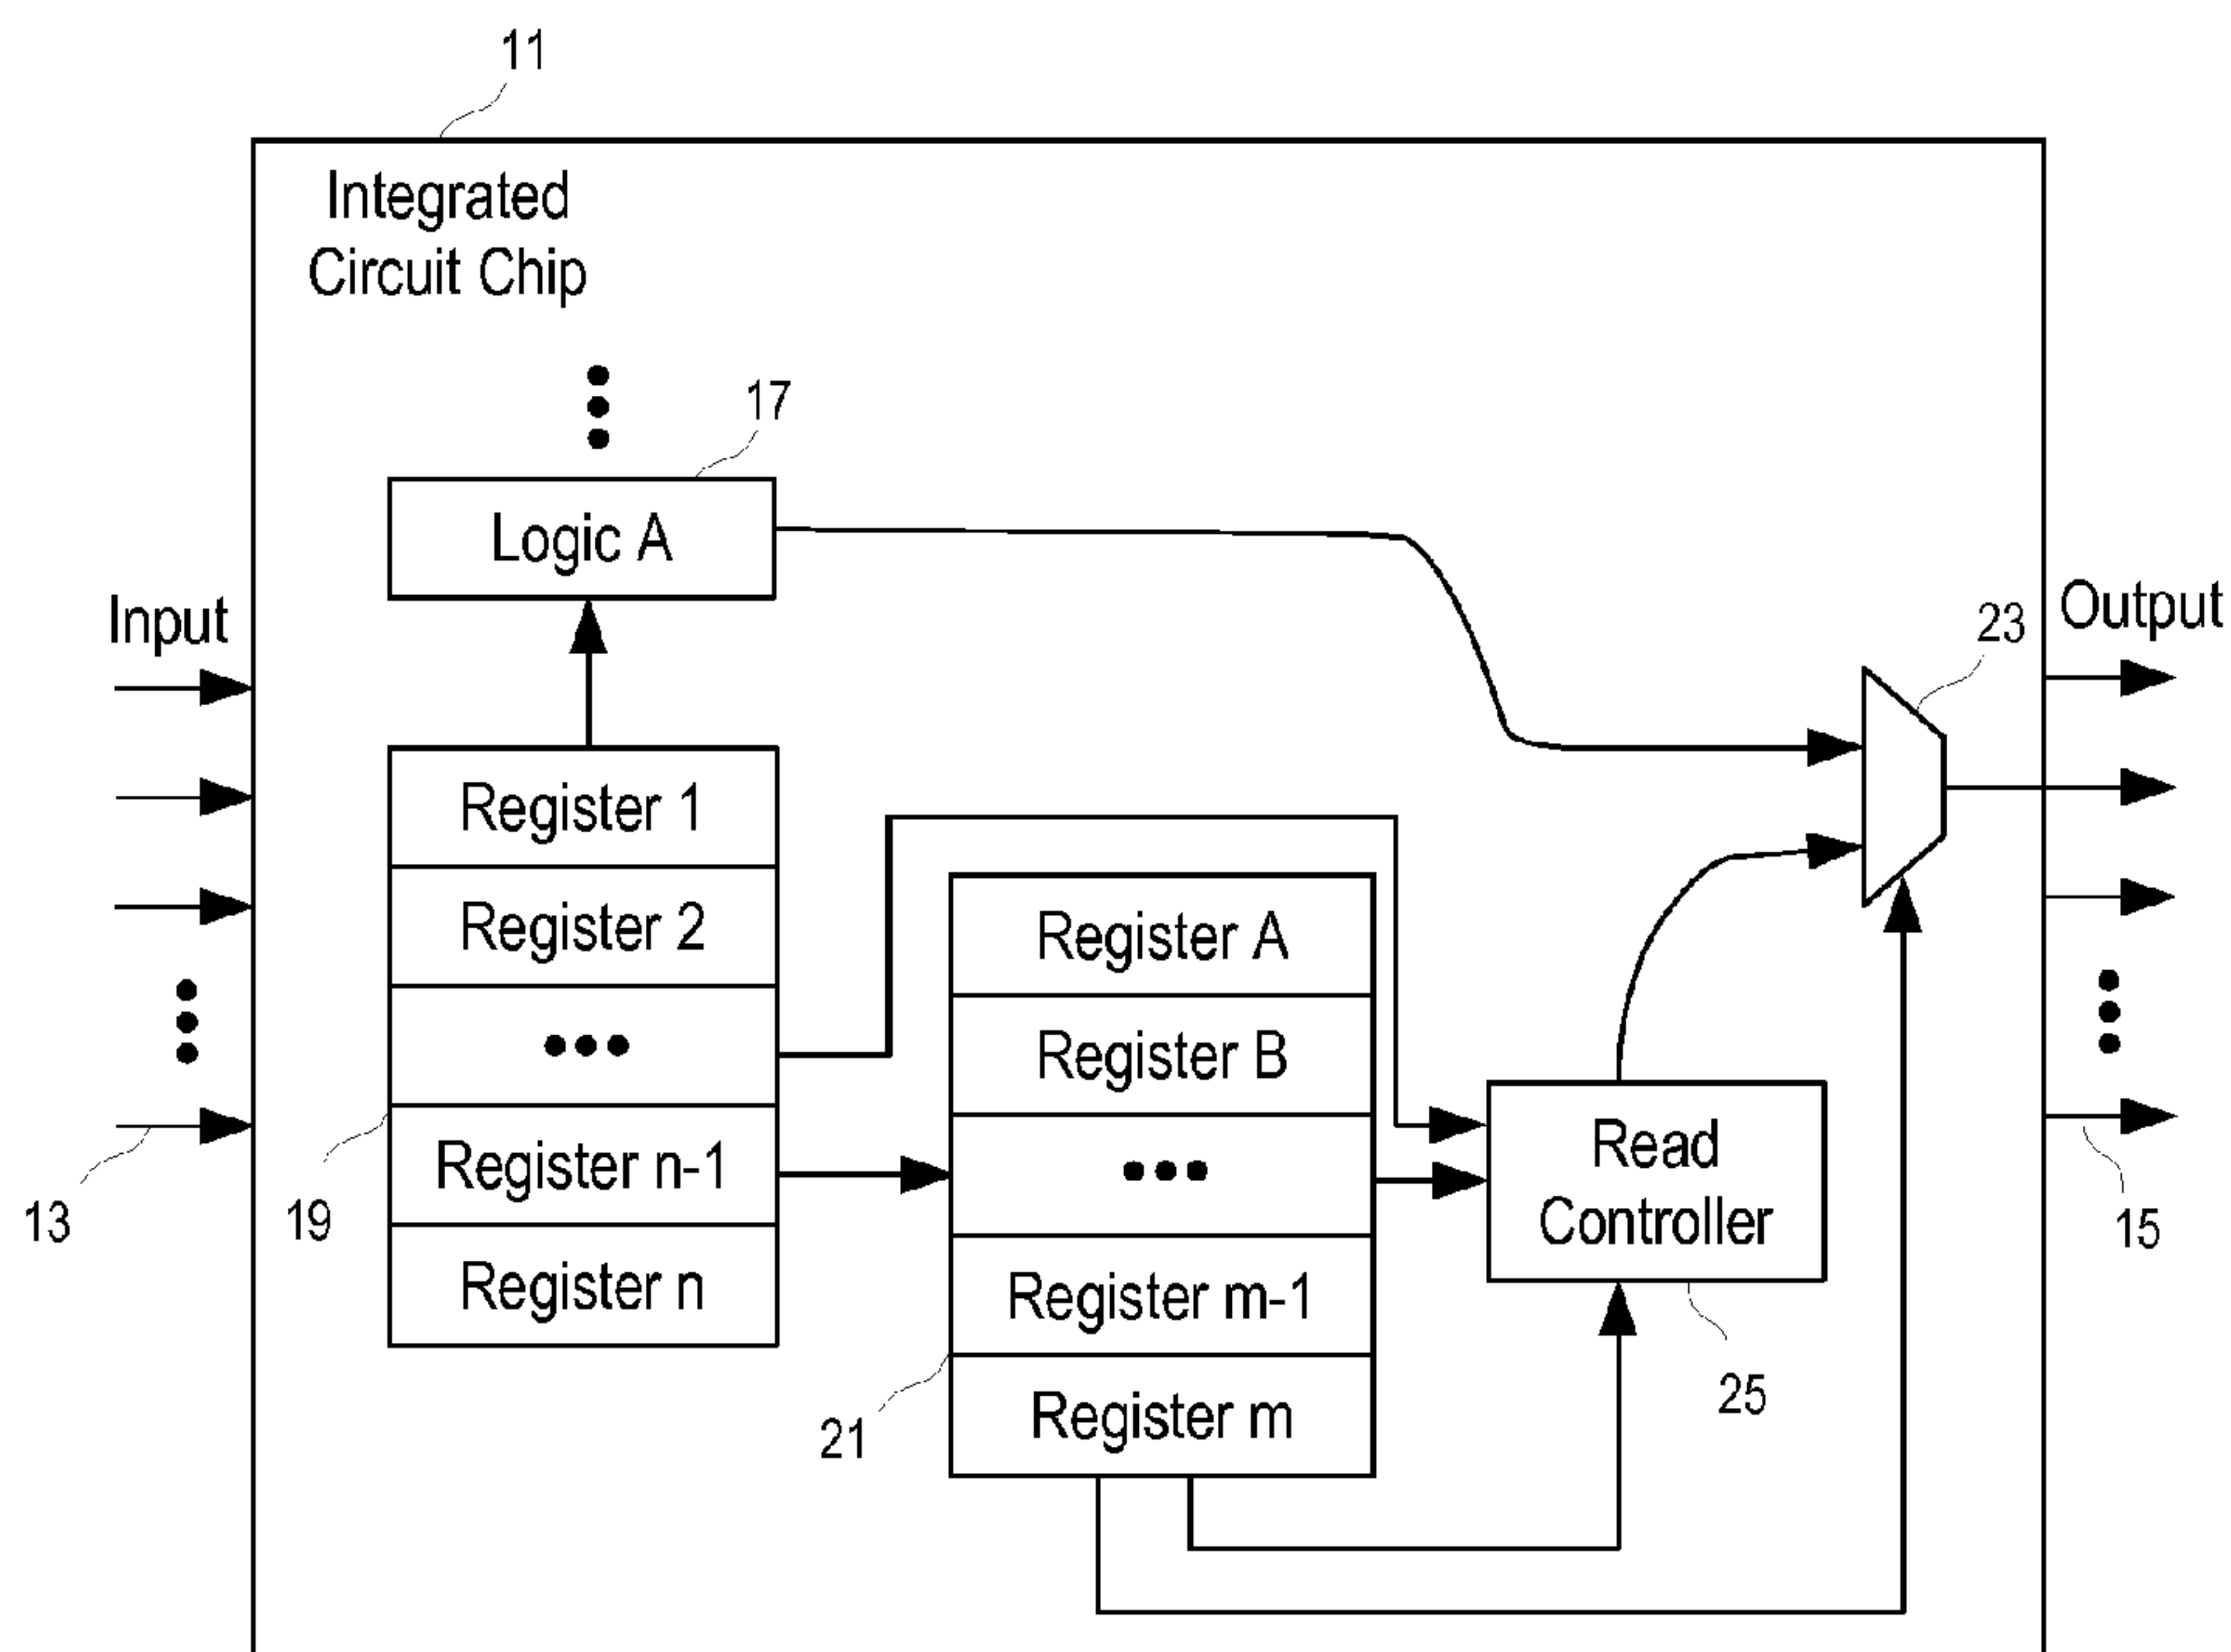 11
Integrated
Circuit Chip
17
Logic A
Input
Output
23
Register 1
Register 2
•••
Register n-1
Register n
19
13
Register A
Register B
•••
Register m-1
Register m
21
Read
Controller
25
15